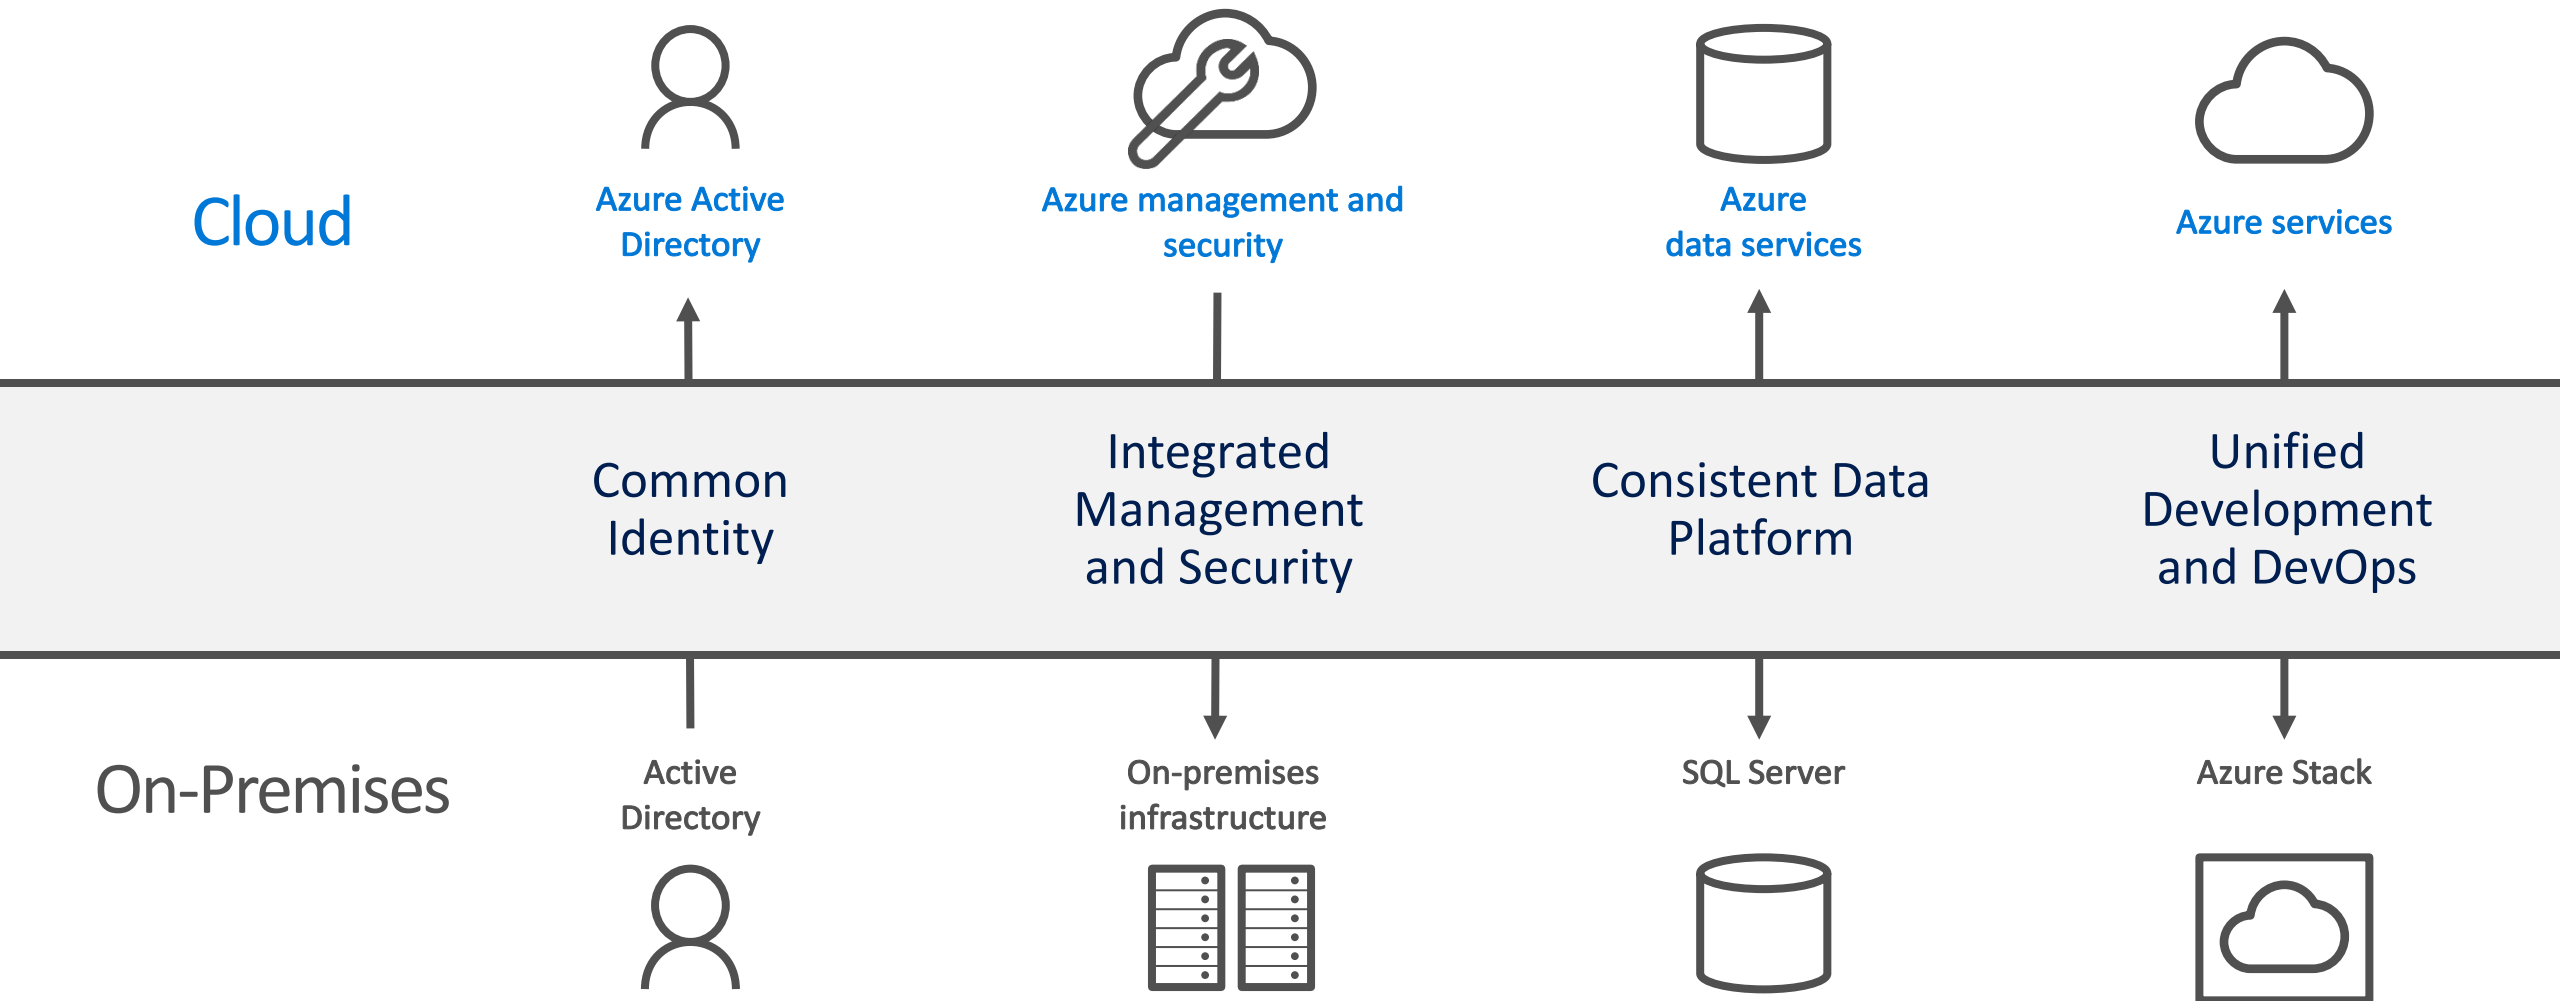 Cloud
Azure Active
Directory
Azure management and
security
Azure
data services
Azure services
Common
Identity
Integrated
Management
and Security
Consistent Data
Platform
Unified
Development
and DevOps
On-Premises
Active
Directory
On-premises
infrastructure
SQL Server
Azure Stack